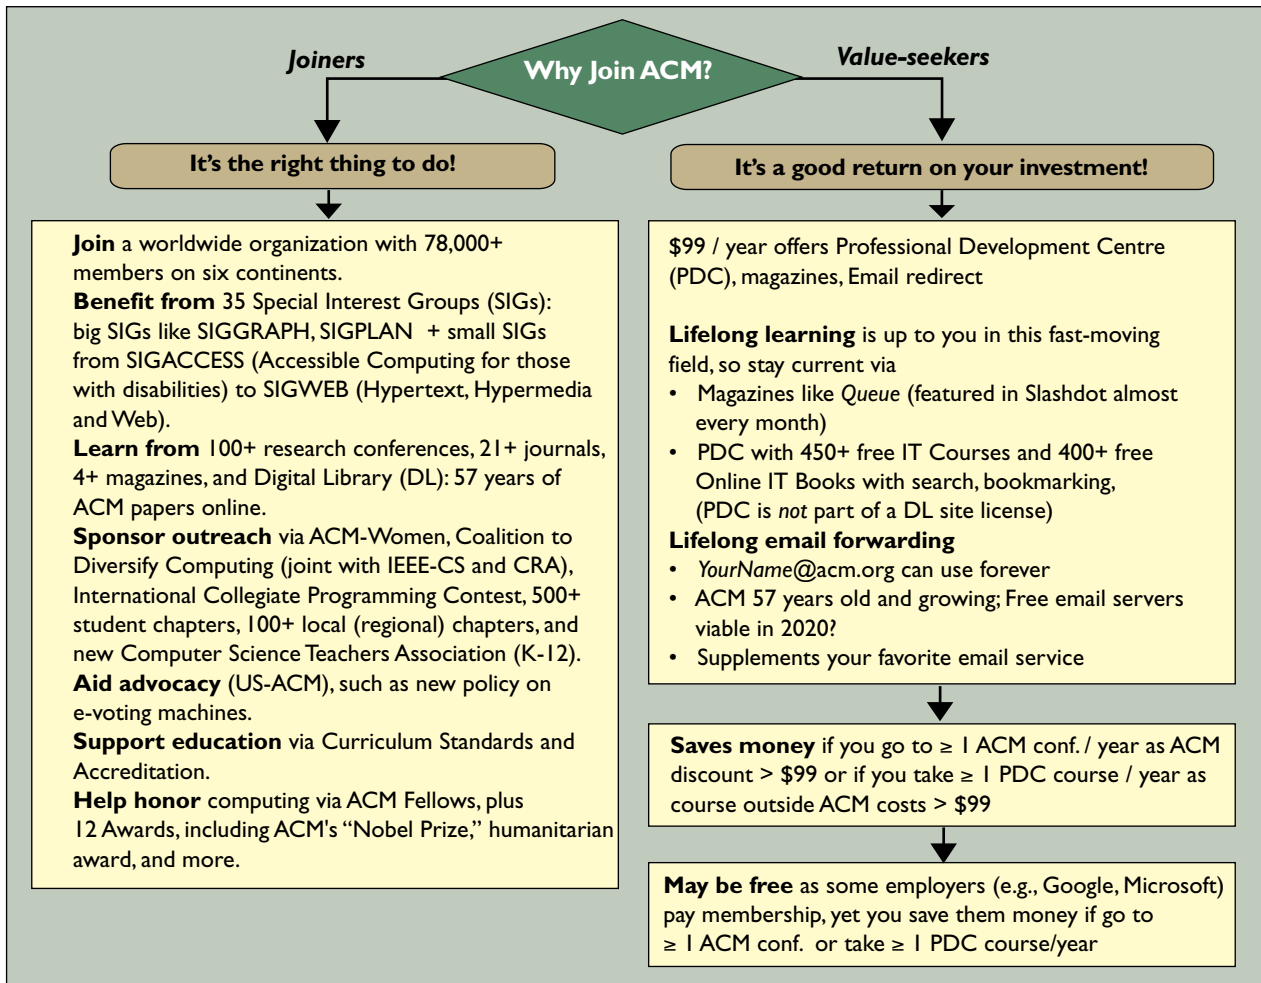 Why Join ACM?
Joiners
It's the right thing to do!
Join a worldwide organization with 78,000+
members on six continents.
Benefit from 35 Special Interest Groups (SIGs):
big SIGs like SIGGRAPH, SIGPLAN + small SIGs
from SIGACCESS (Accessible Computing for those
with disabilities) to SIGWEB (Hypertext, Hypermedia
and Web).
Learn from 100+ research conferences, 21+ journals,
4+ magazines, and Digital Library (DL): 57 years of
ACM papers online.
Sponsor outreach via ACM-Women, Coalition to
Diversify Computing (joint with IEEE-CS and CRA),
International Collegiate Programming Contest, 500+
student chapters, 100+ local (regional) chapters, and
new Computer Science Teachers Association (K-12).
Aid advocacy (US-ACM), such as new policy on
e-voting machines.
Support education via Curriculum Standards and
Accreditation.
Help honor computing via ACM Fellows, plus
12 Awards, including ACM's “Nobel Prize,” humanitarian
award, and more.
Value-seekers
It's a good return on your investment!
$99 / year offers Professional Development Centre
(PDC), magazines, Email redirect
Lifelong learning is up to you in this fast-moving
field, so stay current via
• Magazines like Queue (featured in Slashdot almost
every month)
• PDC with 450+ free IT Courses and 400+ free
Online IT Books with search, bookmarking,
(PDC is not part of a DL site license)
Lifelong email forwarding
• YourName@acm.org can use forever
• ACM 57 years old and growing; Free email servers
viable in 2020?
• Supplements your favorite email service
Saves money if you go to ≥ 1 ACM conf. / year as ACM
discount > $99 or if you take ≥ 1 PDC course / year as
course outside ACM costs > $99
May be free as some employers (e.g., Google, Microsoft)
pay membership, yet you save them money if go to
≥ 1 ACM conf. or take ≥ 1 PDC course/year